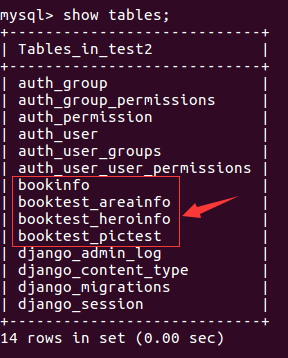 mysql> show tables;
+----------------------------+
| Tables_in_test2            |
+----------------------------+
| auth_group                 |
| auth_group_permissions     |
| auth_permission            |
| auth_user                  |
| auth_user_groups           |
| auth_user_user_permissions |
| bookinfo                   |
| booktest_areainfo          |
| booktest_heroinfo          |
| booktest_pictest           |
| django_admin_log           |
| django_content_type        |
| django_migrations          |
| django_session             |
+----------------------------+
14 rows in set (0.00 sec)